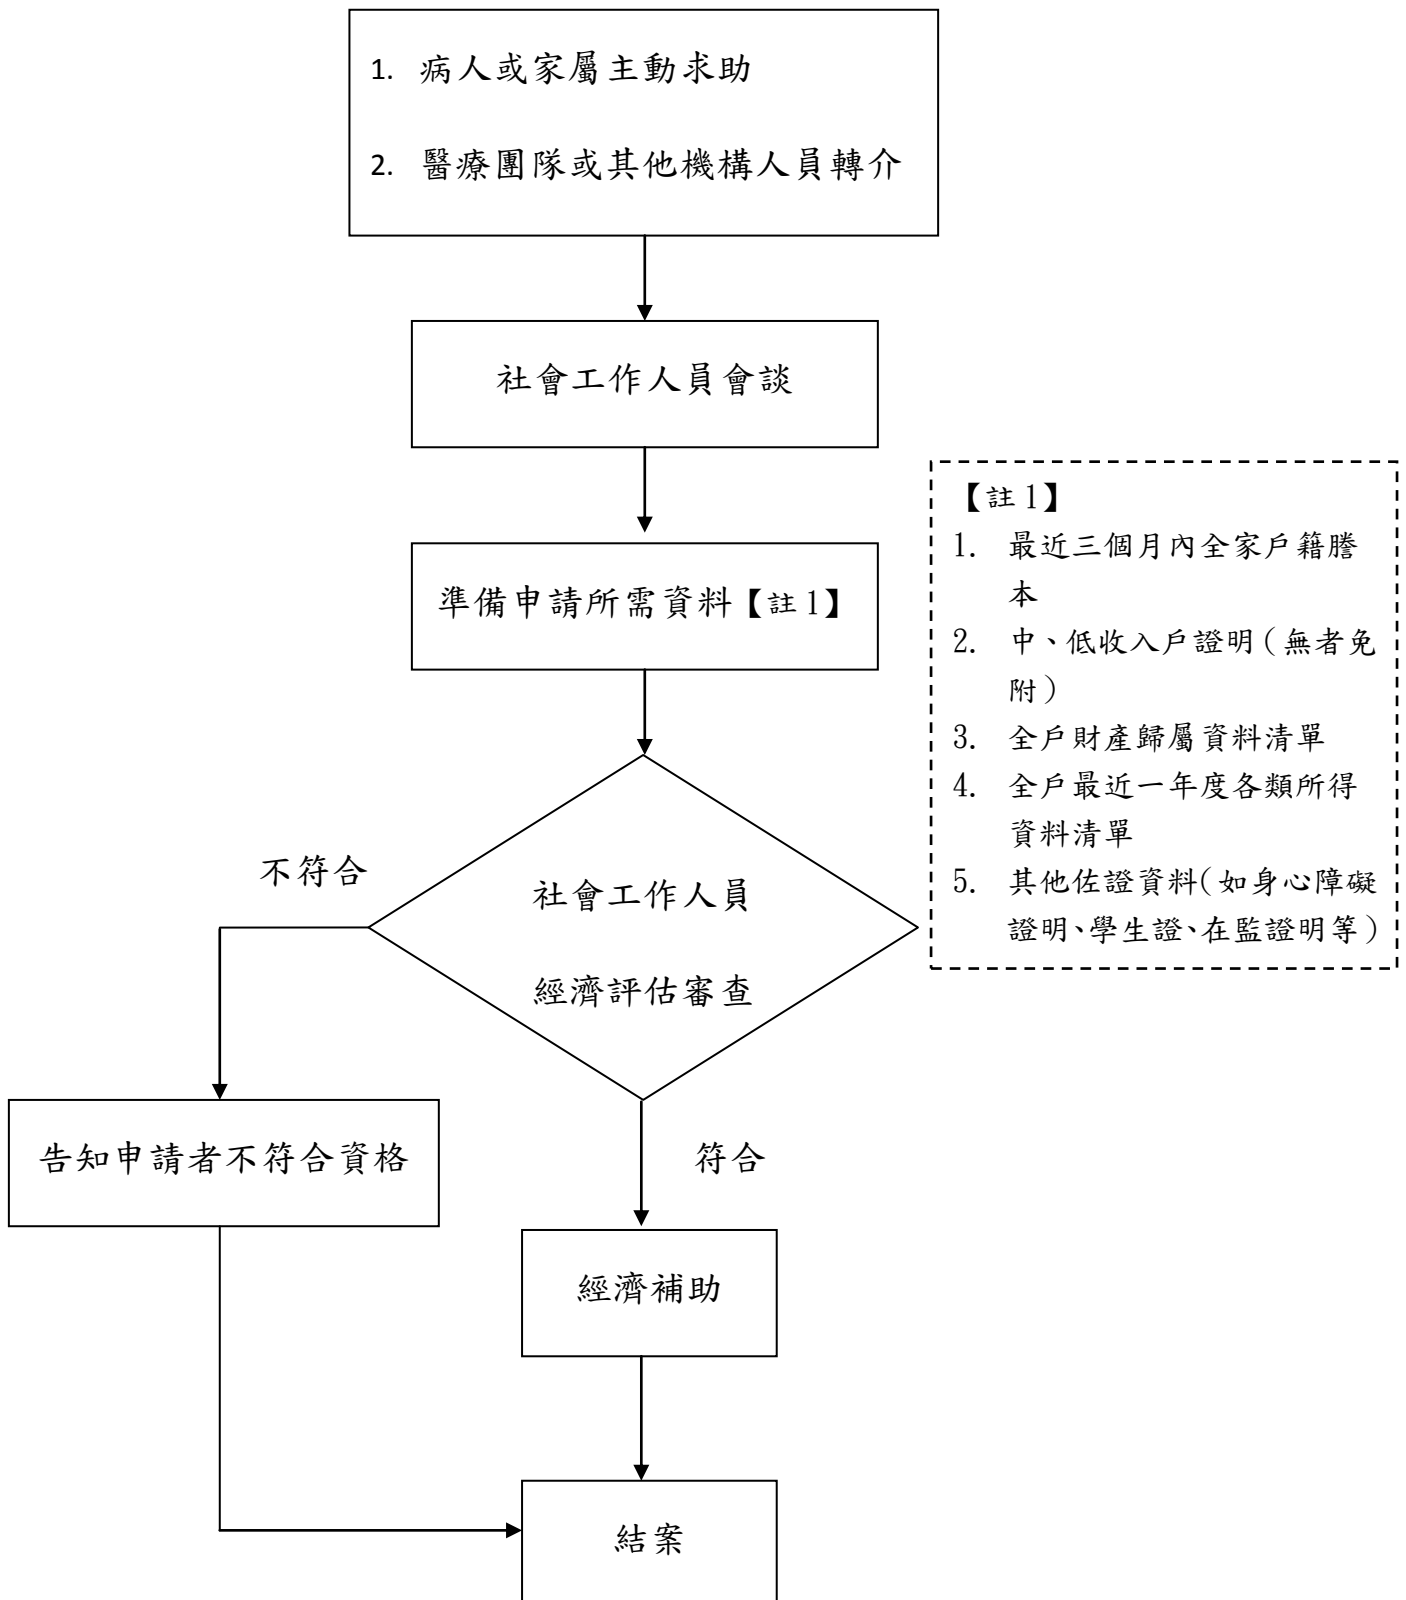 1. 病人或家屬主動求助
2. 醫療團隊或其他機構人員轉介
社會工作人員會談
準備申請所需資料【註1】
【註1】
1. 最近三個月內全家戶籍謄
本
2. 中、低收入戶證明(無者免
附)
3. 全戶財產歸屬資料清單
4. 全戶最近一年度各類所得
資料清單
5. 其他佐證資料(如身心障礙
證明、學生證、在監證明等)
不符合
社會工作人員
經濟評估審查
告知申請者不符合資格
符合
經濟補助
結案